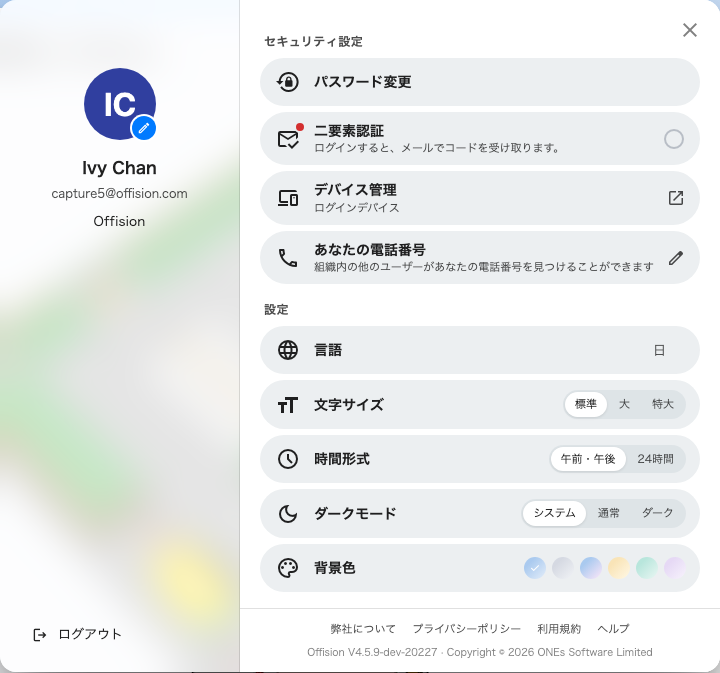 IC
Ivy Chan
capture5@offision.com
Offision
ログアウト
セキュリティ設定
パスワード変更
二要素認証
ログインすると、メールでコードを受け取ります。
デバイス管理
ログインデバイス
あなたの電話番号
組織内の他のユーザーがあなたの電話番号を見つけることができます
設定
言語 日
文字サイズ 標準 大 特大
時間形式 午前・午後 24時間
ダークモード システム 通常 ダーク
背景色
弊社について プライバシーポリシー 利用規約 ヘルプ
Offision V4.5.9-dev-20227 · Copyright © 2026 ONEs Software Limited